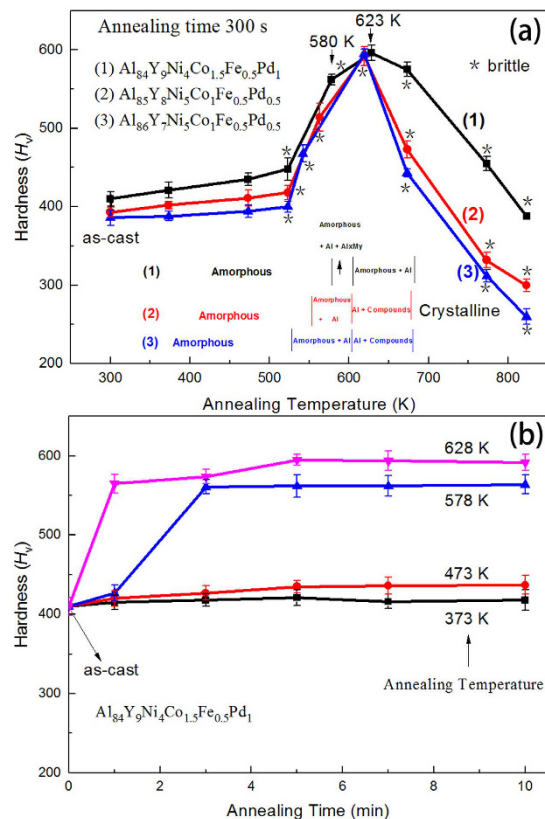 (a)
Annealing time 300 s
623 K
580 K
* brittle
(1) Al84Y9Ni4Co1.5Fe0.5Pd1
(2) Al85Y8Ni5Co1Fe0.5Pd0.5
(3) Al86Y7Ni5Co1Fe0.5Pd0.5
(1)
(2)
(3)
as-cast
Amorphous
+ Al + AlxMy
(1) Amorphous
Amorphous + Al
(2) Amorphous
Amorphous
+ Al
Al + Compounds
Crystalline
(3) Amorphous
Amorphous + Al
Al + Compounds
Hardness (Hv)
600
500
400
300
200
300 400 500 600 700 800
Annealing Temperature (K)
(b)
628 K
578 K
473 K
373 K
Annealing Temperature
as-cast
Al84Y9Ni4Co1.5Fe0.5Pd1
Hardness (Hv)
700
600
500
400
300
200
0 2 4 6 8 10
Annealing Time (min)